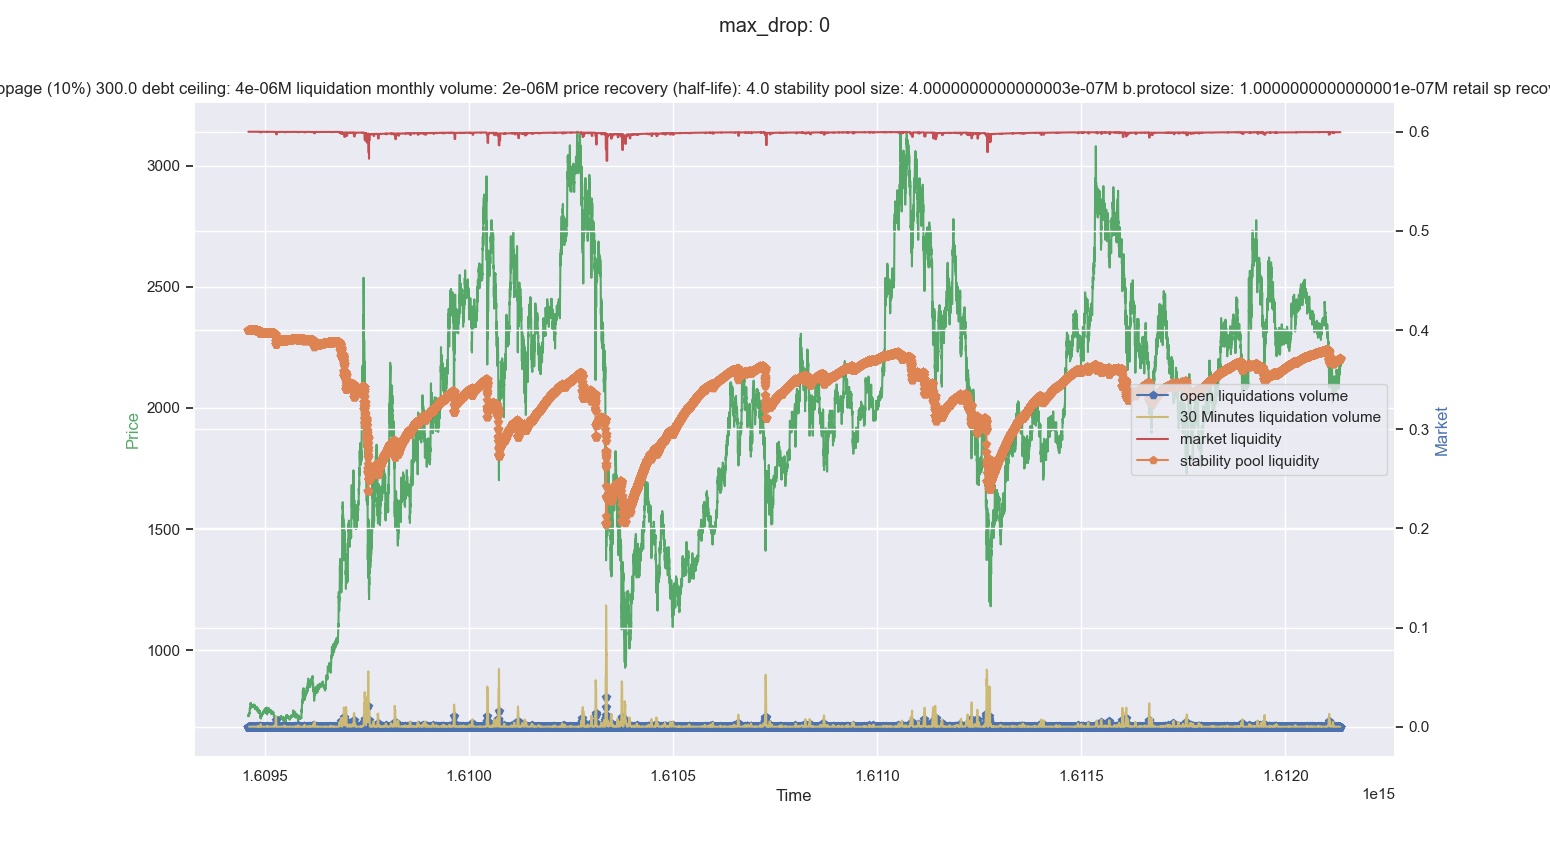 max_drop: 0
opage (10%) 300.0 debt ceiling: 4e-06M liquidation monthly volume: 2e-06M price recovery (half-life): 4.0 stability pool size: 4.0000000000000003e-07M b.protocol size: 1.0000000000000001e-07M retail sp recov
3000
2500
2000
1500
1000
Price
0.6
0.5
0.4
0.3
0.2
0.1
0.0
Market
open liquidations volume
30 Minutes liquidation volume
market liquidity
stability pool liquidity
1.6095 1.6100 1.6105 1.6110 1.6115 1.6120
Time
1e15